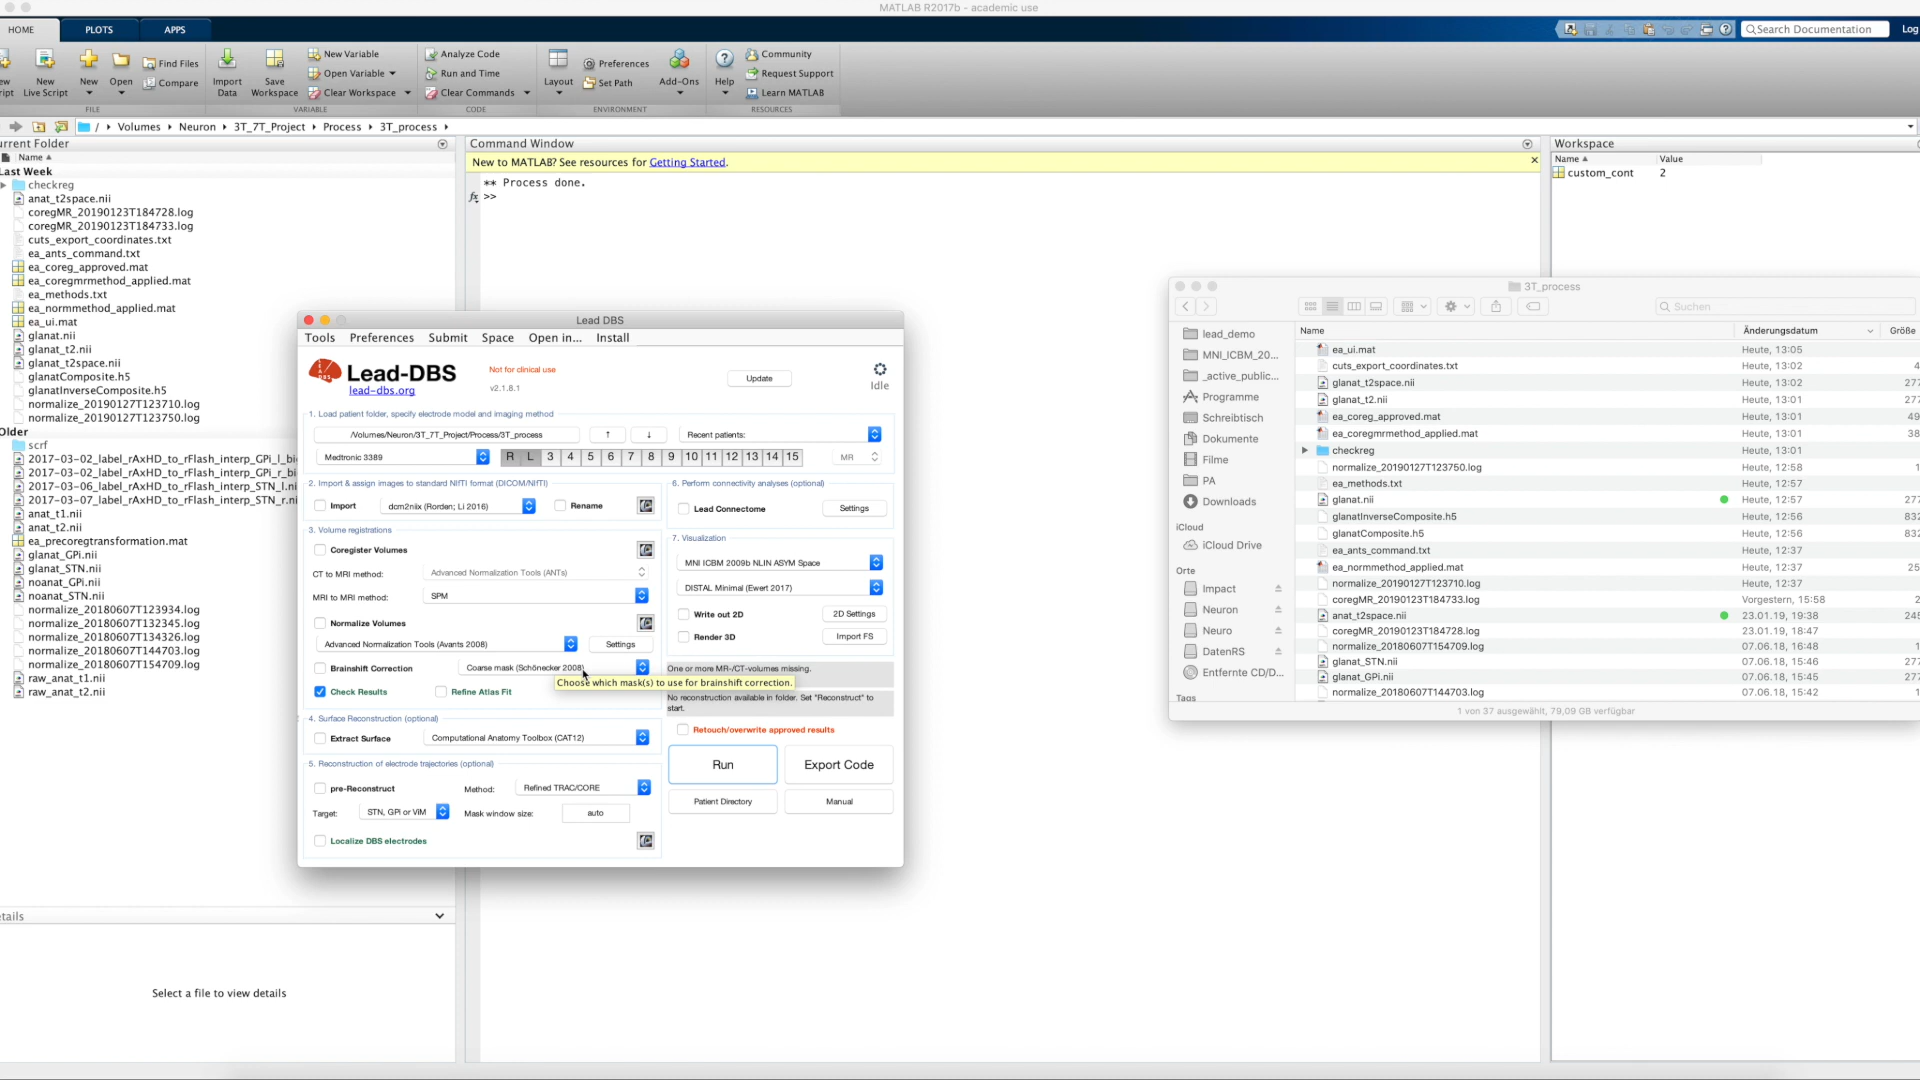 MATLAB R2017b - academic use
HOME PLOTS APPS
Search Documentation
New Variable
Analyze Code
Community
Find Files
Open Variable
Run and Time
Preferences
Request Support
New
Live Script
New
Open
Compare
Import
Data
Save
Workspace
Clear Workspace
Clear Commands
Layout
Set Path
Add-Ons
Help
Learn MATLAB
FILE VARIABLE CODE ENVIRONMENT RESOURCES
/ Volumes Neuron 3T_7T_Project Process 3T_process
Name
checkreg
anat_t2space.nii
coregMR_20190123T184728.log
coregMR_20190123T184733.log
cuts_export_coordinates.txt
ea_ants_command.txt
ea_coreg_approved.mat
ea_coregmrmethod_applied.mat
ea_methods.txt
ea_normmethod_applied.mat
ea_ui.mat
glanat.nii
glanat_t2.nii
glanat_t2space.nii
glanatComposite.h5
glanatInverseComposite.h5
normalize_20190127T123710.log
normalize_20190127T123750.log
scrf
2017-03-02_label_rAxHD_to_rFlash_interp_GPi_l_bi
2017-03-02_label_rAxHD_to_rFlash_interp_GPi_r_bi
2017-03-06_label_rAxHD_to_rFlash_interp_STN_l.ni
2017-03-07_label_rAxHD_to_rFlash_interp_STN_r.ni
anat_t1.nii
anat_t2.nii
ea_precoregtransformation.mat
glanat_GPi.nii
glanat_STN.nii
noanat_GPi.nii
noanat_STN.nii
normalize_20180607T123934.log
normalize_20180607T132345.log
normalize_20180607T134326.log
normalize_20180607T144703.log
normalize_20180607T154709.log
raw_anat_t1.nii
raw_anat_t2.nii
Select a file to view details
Command Window
New to MATLAB? See resources for Getting Started.
** Process done.
fx >>
Workspace
Name Value
custom_cont 2
Lead DBS
Tools Preferences Submit Space Open in... Install
Lead-DBS
lead-dbs.org
Not for clinical use
v2.1.8.1
Update
Idle
1. Load patient folder, specify electrode model and imaging method
/Volumes/Neuron/3T_7T_Project/Process/3T_process ↑ ↓ Recent patients:
Medtronic 3389 R L 3 4 5 6 7 8 9 10 11 12 13 14 15 MR
2. Import & assign images to standard NIfTI format (DICOM/NIfTI)
Import dcm2niix (Rorden; Li 2016) Rename
3. Volume registrations
Coregister Volumes
CT to MRI method: Advanced Normalization Tools (ANTs)
MRI to MRI method: SPM
Normalize Volumes
Advanced Normalization Tools (Avants 2008) Settings
Brainshift Correction Coarse mask (Schönecker 2008)
Choose which mask(s) to use for brainshift correction.
Check Results Refine Atlas Fit
4. Surface Reconstruction (optional)
Extract Surface Computational Anatomy Toolbox (CAT12)
5. Reconstruction of electrode trajectories (optional)
pre-Reconstruct Method: Refined TRAC/CORE
Target: STN, GPi or ViM Mask window size: auto
Localize DBS electrodes
6. Perform connectivity analyses (optional)
Lead Connectome Settings
7. Visualization
MNI ICBM 2009b NLIN ASYM Space
DISTAL Minimal (Ewert 2017)
Write out 2D 2D Settings
Render 3D Import FS
One or more MR-/CT-volumes missing.
No reconstruction available in folder. Set "Reconstruct" to
start.
Retouch/overwrite approved results
Run Export Code
Patient Directory Manual
3T_process
Suchen
lead_demo
MNI_ICBM_20...
_active_public...
Programme
Schreibtisch
Dokumente
Filme
PA
Downloads
iCloud
iCloud Drive
Orte
Impact
Neuron
Neuro
DatenRS
Entfernte CD/D...
Tags
Name Änderungsdatum Größe
ea_ui.mat Heute, 13:05
cuts_export_coordinates.txt Heute, 13:02
glanat_t2space.nii Heute, 13:02
glanat_t2.nii Heute, 13:01
ea_coreg_approved.mat Heute, 13:01
ea_coregmrmethod_applied.mat Heute, 13:01
checkreg Heute, 13:01
normalize_20190127T123750.log Heute, 12:58
ea_methods.txt Heute, 12:57
glanat.nii Heute, 12:57
glanatInverseComposite.h5 Heute, 12:56
glanatComposite.h5 Heute, 12:56
ea_ants_command.txt Heute, 12:37
ea_normmethod_applied.mat Heute, 12:37
normalize_20190127T123710.log Heute, 12:37
coregMR_20190123T184733.log Vorgestern, 15:58
anat_t2space.nii 23.01.19, 19:38
coregMR_20190123T184728.log 23.01.19, 18:47
normalize_20180607T154709.log 07.06.18, 16:48
glanat_STN.nii 07.06.18, 15:46
glanat_GPi.nii 07.06.18, 15:45
normalize_20180607T144703.log 07.06.18, 15:42
1 von 37 ausgewählt, 79,09 GB verfügbar